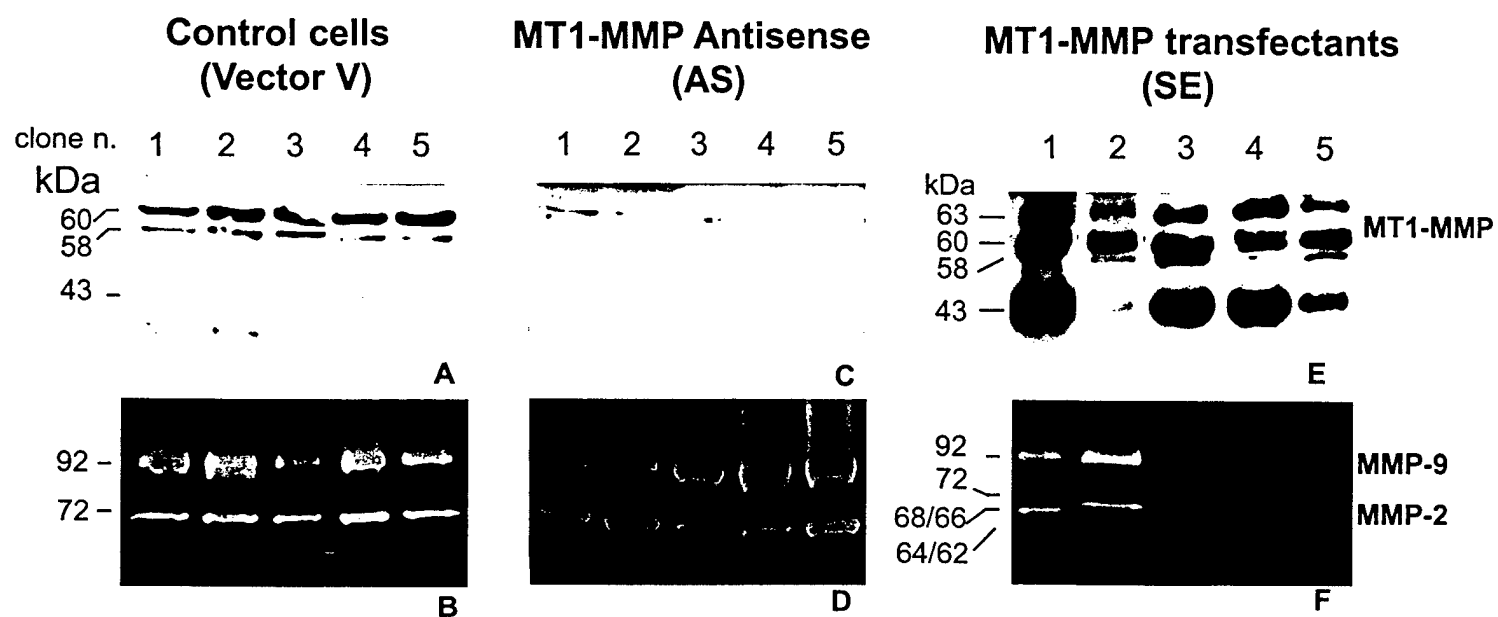 Control cells
(Vector V)
MT1-MMP Antisense
(AS)
MT1-MMP transfectants
(SE)
clone n. 1 2 3 4 5
1 2 3 4 5
1 2 3 4 5
kDa
60
58
43
A
C
kDa
63
60
58
43
MT1-MMP
E
92
72
B
D
92
72
68/66
64/62
MMP-9
MMP-2
F